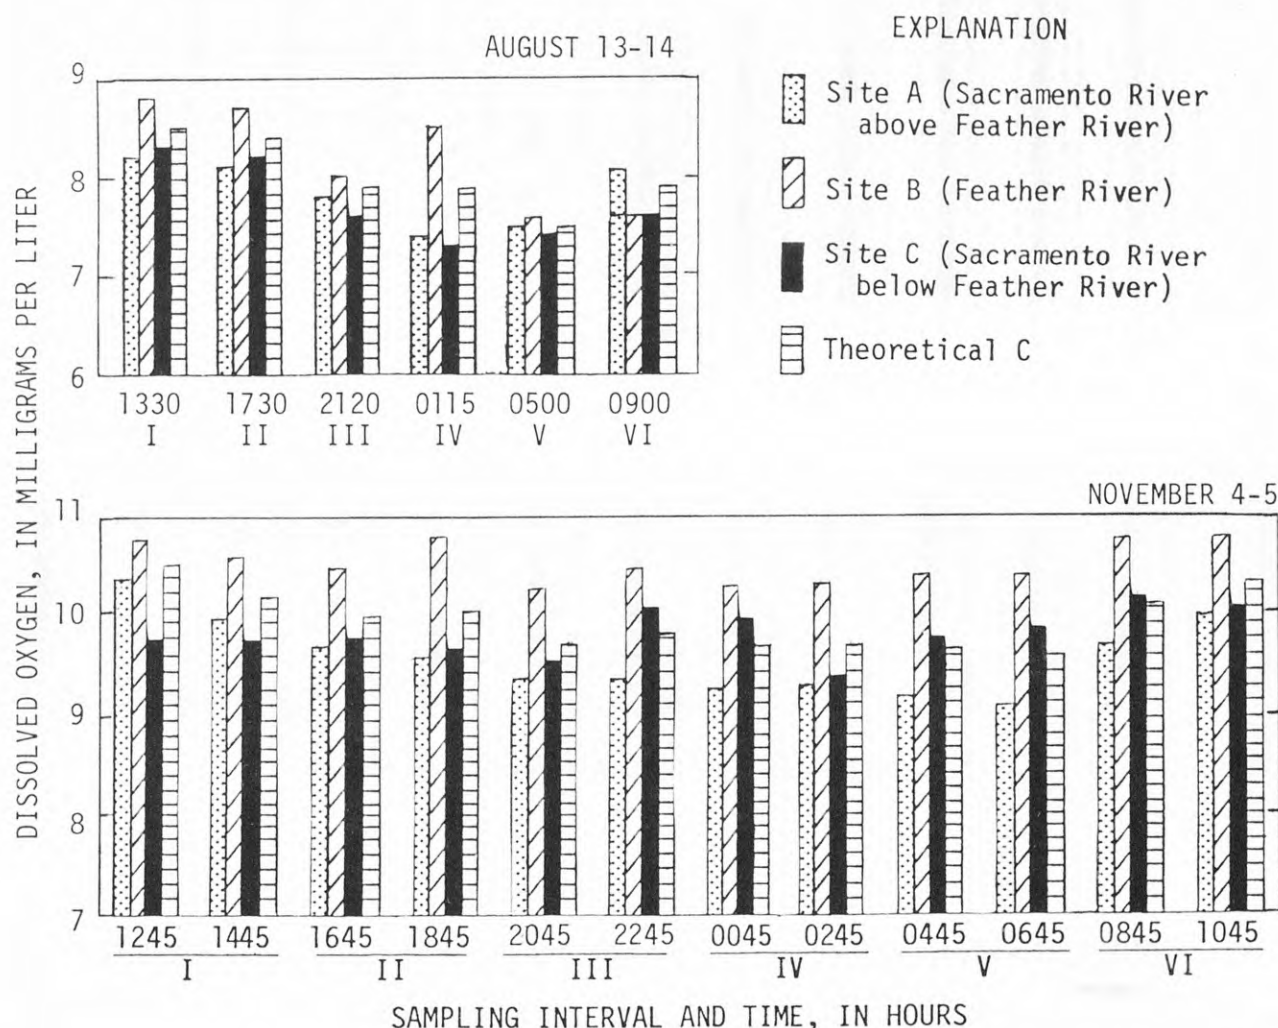 EXPLANATION
AUGUST 13-14
9
8
7
6
1330 1730 2120 0115 0500 0900
I II III IV V VI
Site A (Sacramento River
above Feather River)
Site B (Feather River)
Site C (Sacramento River
below Feather River)
Theoretical C
DISSOLVED OXYGEN, IN MILLIGRAMS PER LITER
NOVEMBER 4-5
11
10
9
8
7
1245 1445 1645 1845 2045 2245 0045 0245 0445 0645 0845 1045
I II III IV V VI
SAMPLING INTERVAL AND TIME, IN HOURS